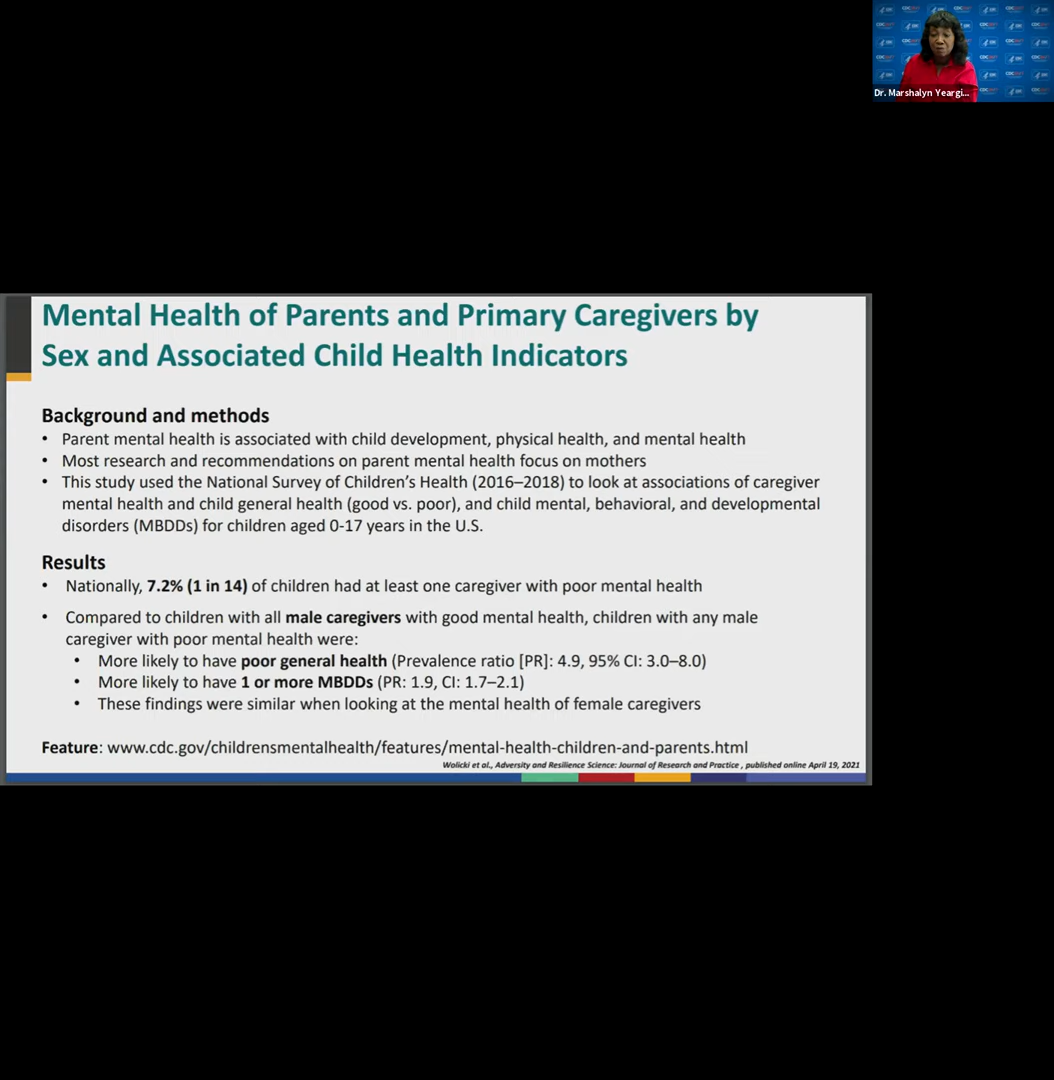 Dr. Marshalyn Yeargi...
Mental Health of Parents and Primary Caregivers by
Sex and Associated Child Health Indicators
Background and methods
• Parent mental health is associated with child development, physical health, and mental health
• Most research and recommendations on parent mental health focus on mothers
• This study used the National Survey of Children's Health (2016–2018) to look at associations of caregiver
mental health and child general health (good vs. poor), and child mental, behavioral, and developmental
disorders (MBDDs) for children aged 0-17 years in the U.S.
Results
• Nationally, 7.2% (1 in 14) of children had at least one caregiver with poor mental health
• Compared to children with all male caregivers with good mental health, children with any male
caregiver with poor mental health were:
• More likely to have poor general health (Prevalence ratio [PR]: 4.9, 95% CI: 3.0–8.0)
• More likely to have 1 or more MBDDs (PR: 1.9, CI: 1.7–2.1)
• These findings were similar when looking at the mental health of female caregivers
Feature: www.cdc.gov/childrensmentalhealth/features/mental-health-children-and-parents.html
Wolicki et al., Adversity and Resilience Science: Journal of Research and Practice , published online April 19, 2021